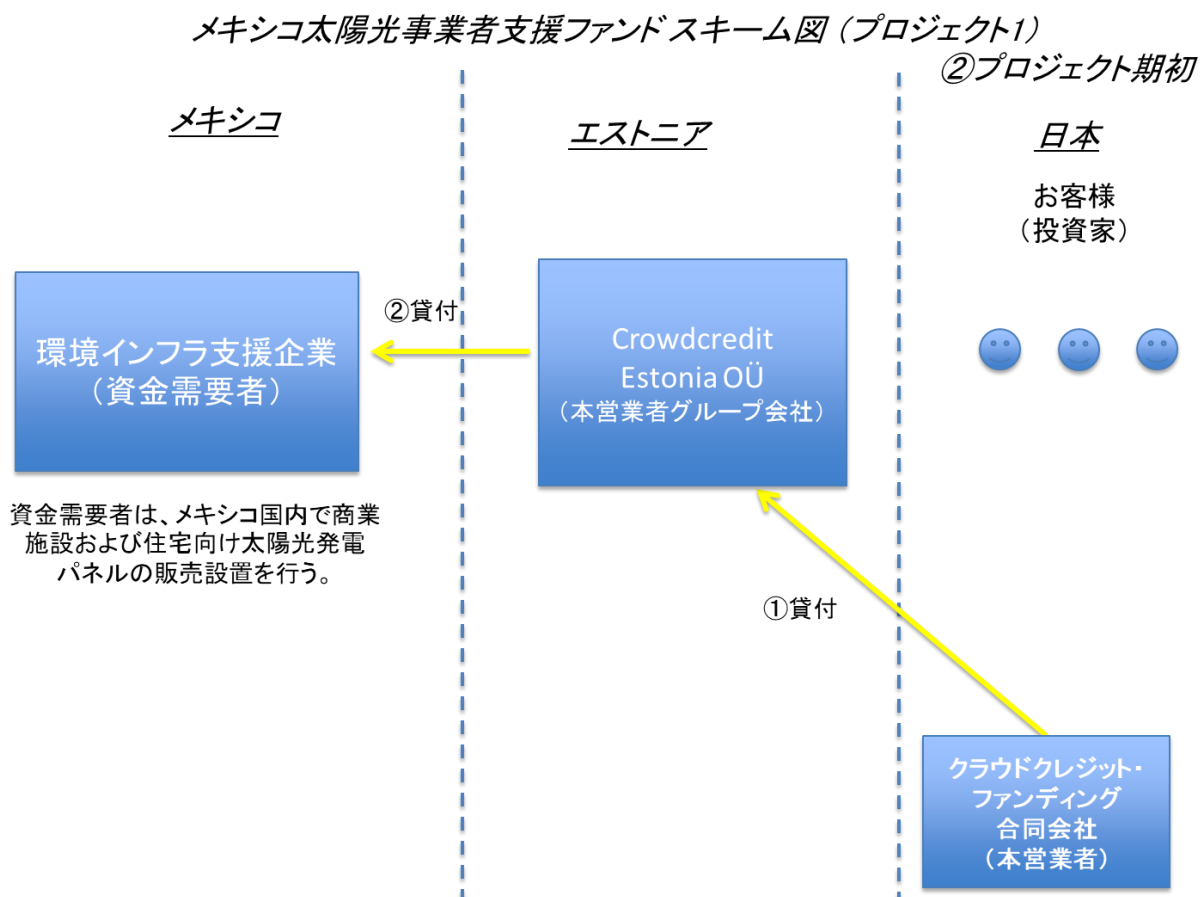 メキシコ太陽光事業者支援ファンド スキーム図 (プロジェクト1)
②プロジェクト期初
メキシコ
エストニア
日本
お客様
（投資家）
環境インフラ支援企業
（資金需要者）
②貸付
Crowdcredit
Estonia OÜ
（本営業者グループ会社）
資金需要者は、メキシコ国内で商業
施設および住宅向け太陽光発電
パネルの販売設置を行う。
①貸付
クラウドクレジット・
ファンディング
合同会社
（本営業者）